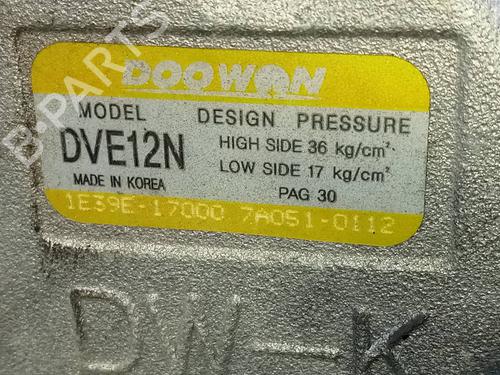 DOOWON
MODEL
DVE12N
MADE IN KOREA
DESIGN PRESSURE
HIGH SIDE 36 kg/cm²·
LOW SIDE 17 kg/cm²
PAG 30
1E39E-17000 7A051-0112
DW-K
B-PARTS